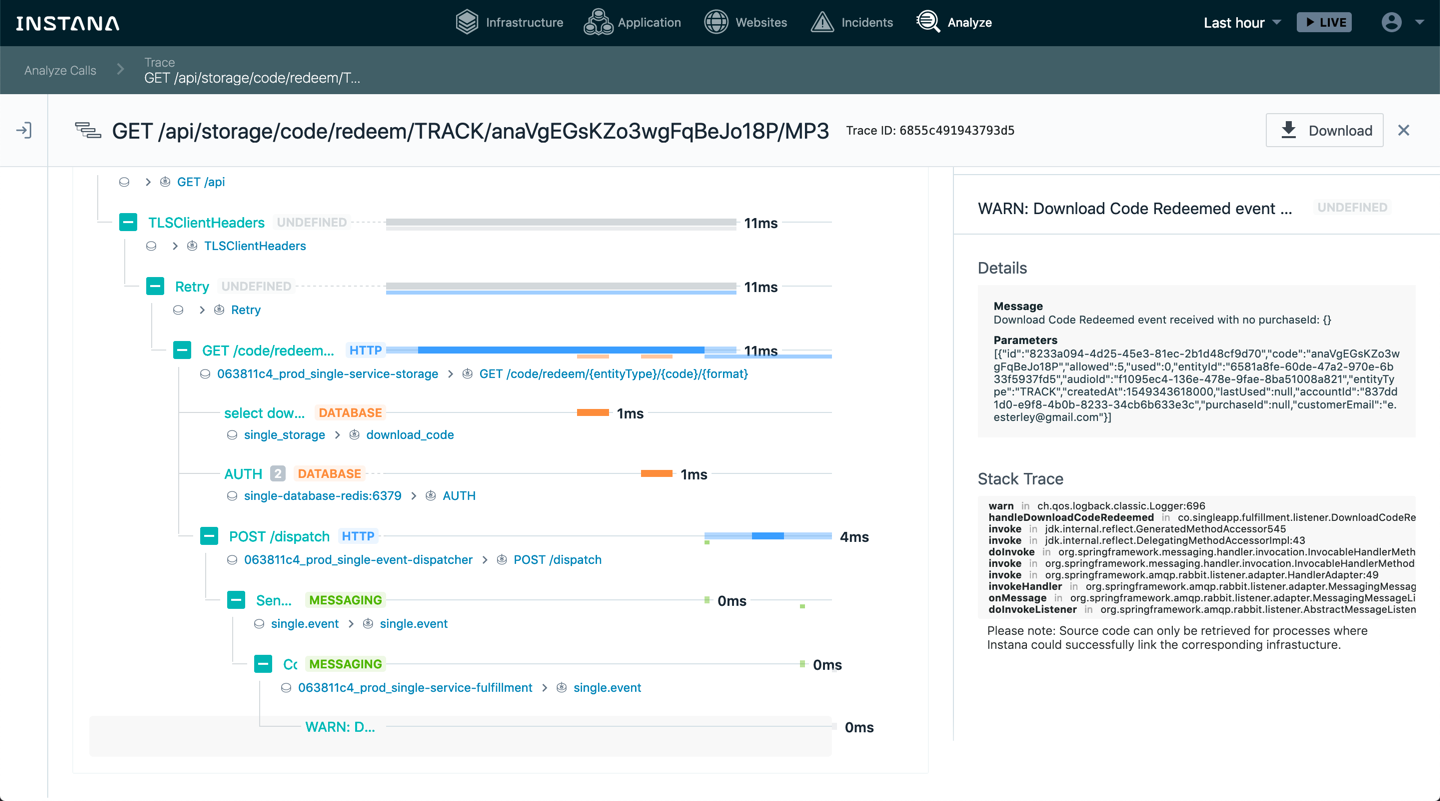 INSTANA
Infrastructure
Application
Websites
Incidents
Analyze
Last hour
LIVE
Analyze Calls
Trace
GET /api/storage/code/redeem/T...
GET /api/storage/code/redeem/TRACK/anaVgEGsKZo3wgFqBeJo18P/MP3
Trace ID: 6855c491943793d5
Download
GET /api
TLSClientHeaders UNDEFINED 11ms
TLSClientHeaders
Retry UNDEFINED 11ms
Retry
GET /code/redeem... HTTP 11ms
063811c4_prod_single-service-storage > GET /code/redeem/{entityType}/{code}/{format}
select dow... DATABASE 1ms
single_storage > download_code
AUTH 2 DATABASE 1ms
single-database-redis:6379 > AUTH
POST /dispatch HTTP 4ms
063811c4_prod_single-event-dispatcher > POST /dispatch
Sen... MESSAGING 0ms
single.event > single.event
Cc MESSAGING 0ms
063811c4_prod_single-service-fulfillment > single.event
WARN: D... 0ms
WARN: Download Code Redeemed event ... UNDEFINED
Details
Message
Download Code Redeemed event received with no purchaseId: {}
Parameters
[{"id":"8233a094-4d25-45e3-81ec-2b1d48cf9d70","code":"anaVgEGsKZo3w
gFqBeJo18P","allowed":5,"used":0,"entityId":"6581a8fe-60de-47a2-970e-6b
33f5937fd5","audioId":"f1095ec4-136e-478e-9fae-8ba51008a821","entityTy
pe":"TRACK","createdAt":1549343618000,"lastUsed":null,"accountId":"837dd
1d0-e9f8-4b0b-8233-34cb6b633e3c","purchaseId":null,"customerEmail":"e.
esterley@gmail.com"}]
Stack Trace
warn in ch.qos.logback.classic.Logger:696
handleDownloadCodeRedeemed in co.singleapp.fulfillment.listener.DownloadCodeRe
invoke in jdk.internal.reflect.GeneratedMethodAccessor545
invoke in jdk.internal.reflect.DelegatingMethodAccessorImpl:43
doInvoke in org.springframework.messaging.handler.invocation.InvocableHandlerMeth
invoke in org.springframework.messaging.handler.invocation.InvocableHandlerMethod
invoke in org.springframework.amqp.rabbit.listener.adapter.HandlerAdapter:49
invokeHandler in org.springframework.amqp.rabbit.listener.adapter.MessagingMessag
onMessage in org.springframework.amqp.rabbit.listener.adapter.MessagingMessageLi
doInvokeListener in org.springframework.amqp.rabbit.listener.AbstractMessageListen
Please note: Source code can only be retrieved for processes where
Instana could successfully link the corresponding infrastucture.